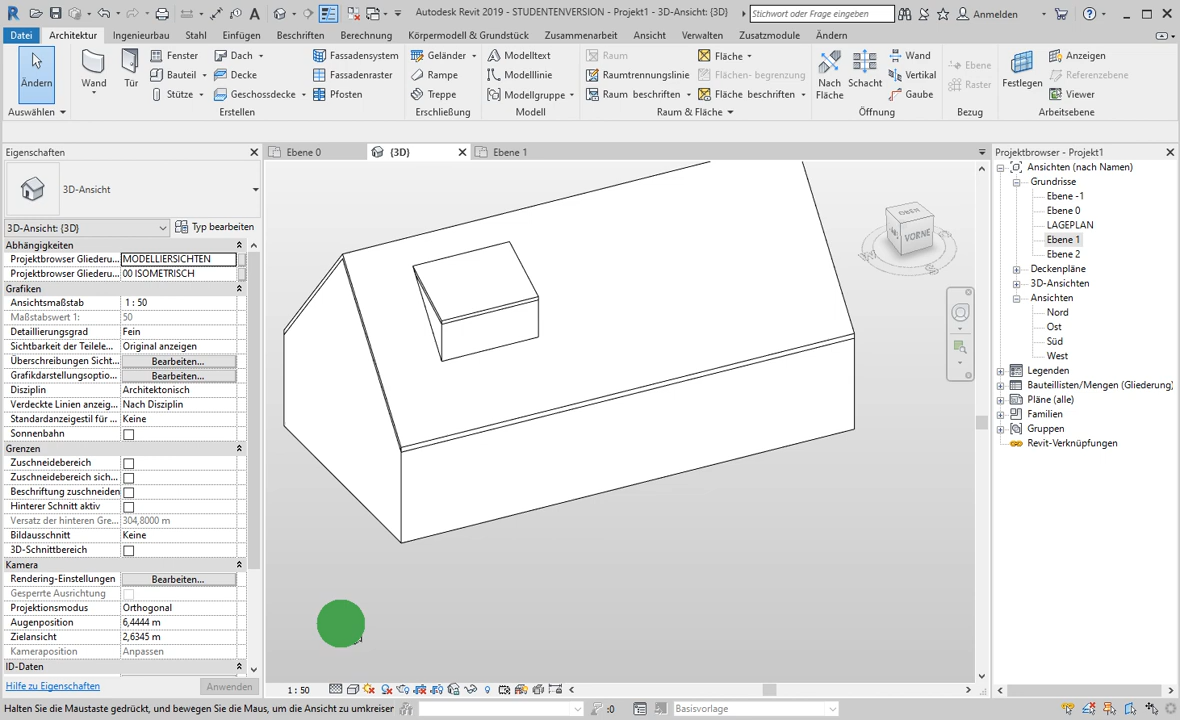 Autodesk Revit 2019 - STUDENTENVERSION - Projekt1 - 3D-Ansicht: {3D}
Stichwort oder Frage eingeben
Anmelden
Datei Architektur Ingenieurbau Stahl Einfügen Beschriften Berechnung Körpermodell & Grundstück Zusammenarbeit Ansicht Verwalten Zusatzmodule Ändern
Fenster Dach Fassadensystem Geländer Modelltext Raum Fläche Wand Anzeigen
Ebene
Ändern Wand Tür Bauteil Decke Fassadenraster Rampe Modelllinie Raumtrennungslinie Flächen- begrenzung Nach Fläche Schacht Vertikal Festlegen Referenzebene
Raster
Stütze Geschossdecke Pfosten Treppe Modellgruppe Raum beschriften Fläche beschriften Gaube Viewer
Auswählen Erstellen Erschließung Modell Raum & Fläche Öffnung Bezug Arbeitsebene
Eigenschaften
Ebene 0 {3D} Ebene 1
Projektbrowser - Projekt1
3D-Ansicht
3D-Ansicht: {3D} Typ bearbeiten
Abhängigkeiten
Projektbrowser Gliederu... MODELLIERSICHTEN
Projektbrowser Gliederu... 00 ISOMETRISCH
Grafiken
Ansichtsmaßstab 1 : 50
Maßstabswert 1: 50
Detaillierungsgrad Fein
Sichtbarkeit der Teilele... Original anzeigen
Überschreibungen Sicht... Bearbeiten...
Grafikdarstellungsoptio... Bearbeiten...
Disziplin Architektonisch
Verdeckte Linien anzeig... Nach Disziplin
Standardanzeigestil für ... Keine
Sonnenbahn
Grenzen
Zuschneidebereich
Zuschneidebereich sich...
Beschriftung zuschneiden
Hinterer Schnitt aktiv
Versatz der hinteren Gre... 304,8000 m
Bildausschnitt Keine
3D-Schnittbereich
Kamera
Rendering-Einstellungen Bearbeiten...
Gesperrte Ausrichtung
Projektionsmodus Orthogonal
Augenposition 6,4444 m
Zielansicht 2,6345 m
Kameraposition Anpassen
ID-Daten
Hilfe zu Eigenschaften Anwenden
OBEN
VORNE
Ansichten (nach Namen)
Grundrisse
Ebene -1
Ebene 0
LAGEPLAN
Ebene 1
Ebene 2
Deckenpläne
3D-Ansichten
Ansichten
Nord
Ost
Süd
West
Legenden
Bauteillisten/Mengen (Gliederung)
Pläne (alle)
Familien
Gruppen
Revit-Verknüpfungen
1 : 50
Halten Sie die Maustaste gedrückt, und bewegen Sie die Maus, um die Ansicht zu umkreiser :0 Basisvorlage